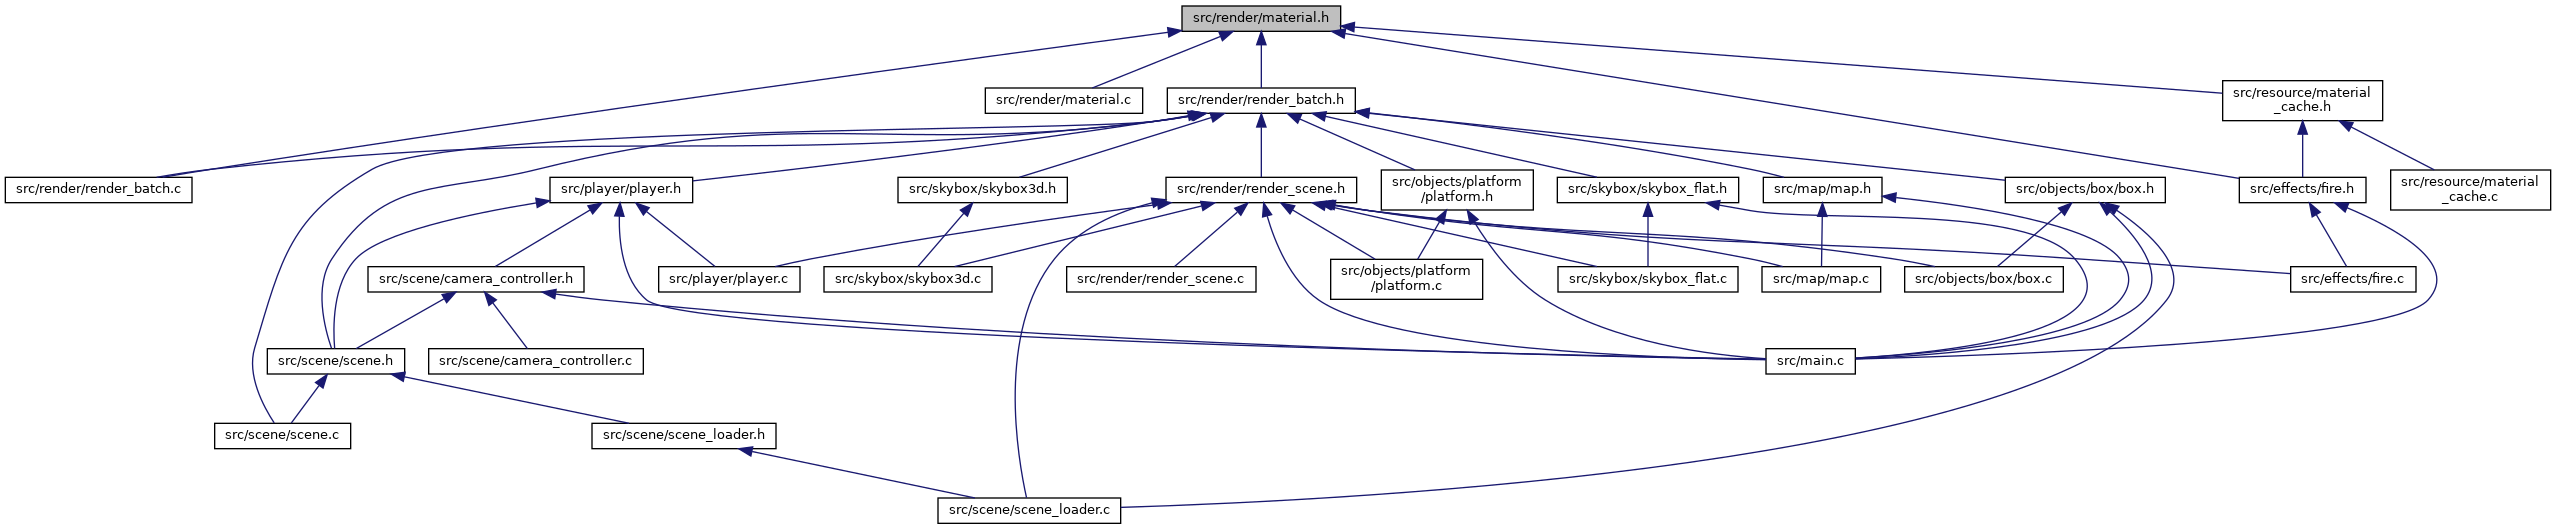 src/render/material.h
src/resource/material
_cache.h
src/render/material.c
src/render/render_batch.h
src/render/render_batch.c
src/player/player.h
src/skybox/skybox3d.h
src/render/render_scene.h
src/objects/platform
/platform.h
src/skybox/skybox_flat.h
src/map/map.h
src/objects/box/box.h
src/effects/fire.h
src/resource/material
_cache.c
src/scene/camera_controller.h
src/player/player.c
src/skybox/skybox3d.c
src/render/render_scene.c
src/objects/platform
/platform.c
src/skybox/skybox_flat.c
src/map/map.c
src/objects/box/box.c
src/effects/fire.c
src/scene/scene.h
src/scene/camera_controller.c
src/main.c
src/scene/scene.c
src/scene/scene_loader.h
src/scene/scene_loader.c